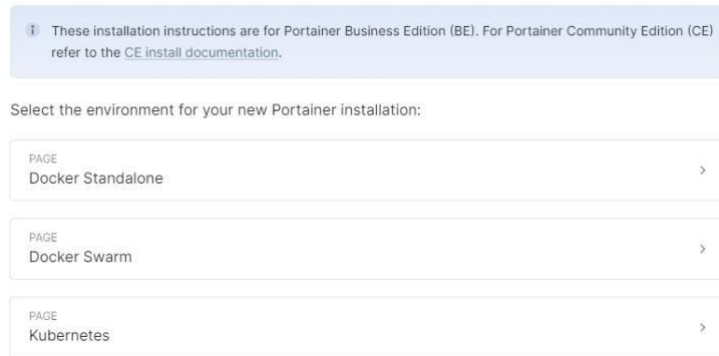 These installation instructions are for Portainer Business Edition (BE). For Portainer Community Edition (CE)
refer to the CE install documentation.
Select the environment for your new Portainer installation:
PAGE
Docker Standalone
PAGE
Docker Swarm
PAGE
Kubernetes